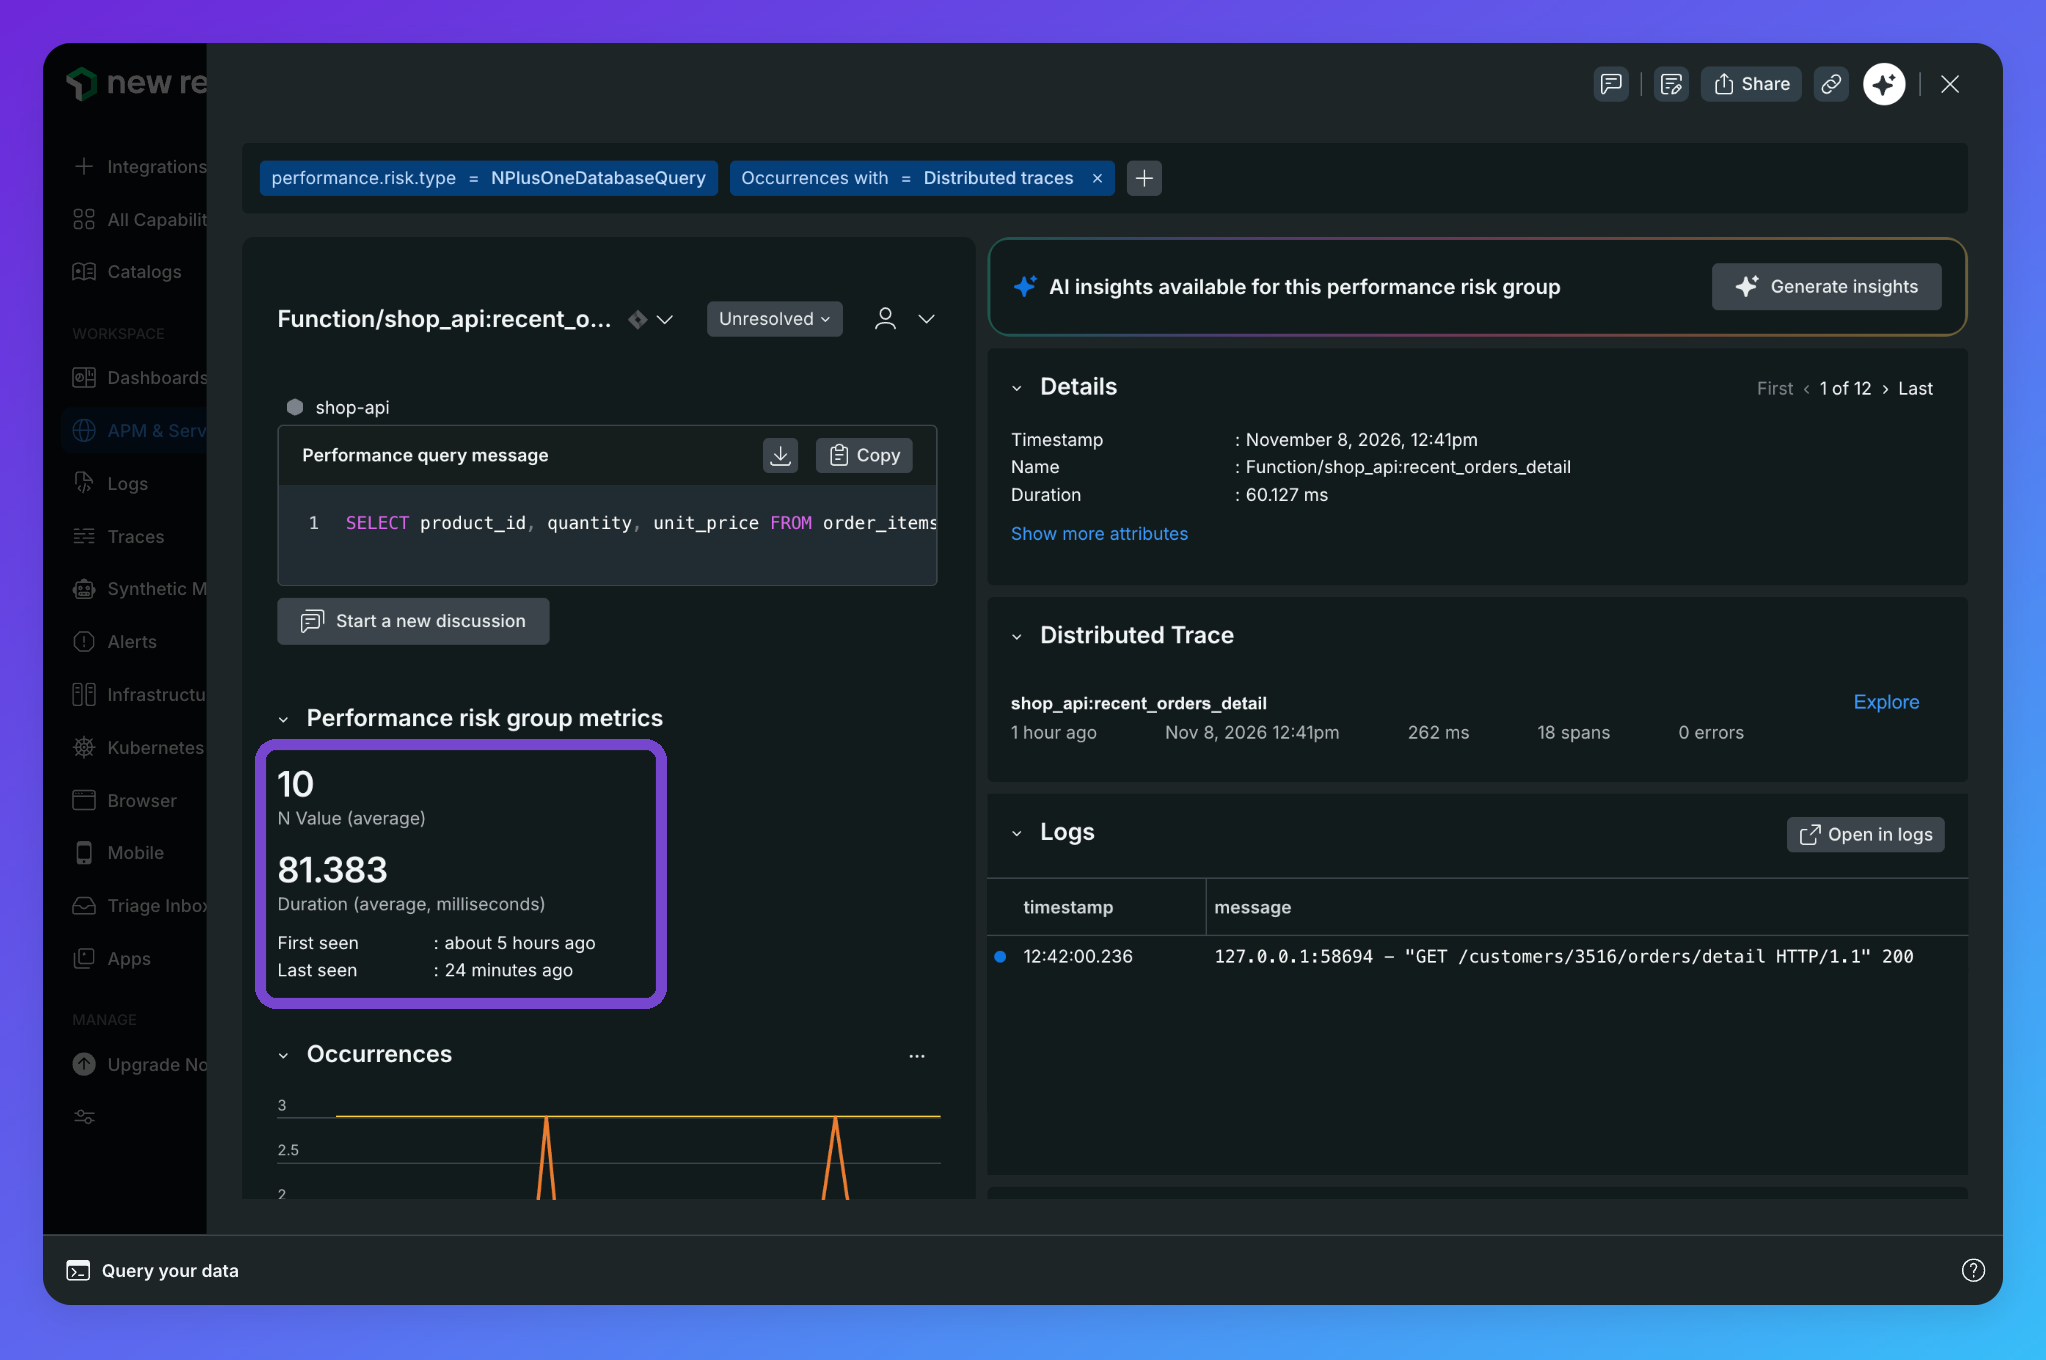 new re
Share
Integrations
All Capabilit
Catalogs
WORKSPACE
Dashboards
APM & Serv
Logs
Traces
Synthetic M
Alerts
Infrastructu
Kubernetes
Browser
Mobile
Triage Inbox
Apps
MANAGE
Upgrade No
performance.risk.type = NPlusOneDatabaseQuery
Occurrences with = Distributed traces ×
Function/shop_api:recent_o...
Unresolved
shop-api
Performance query message
Copy
1 SELECT product_id, quantity, unit_price FROM order_items
Start a new discussion
Performance risk group metrics
10
N Value (average)
81.383
Duration (average, milliseconds)
First seen : about 5 hours ago
Last seen : 24 minutes ago
Occurrences
...
3
2.5
2
AI insights available for this performance risk group
Generate insights
Details
First ‹ 1 of 12 › Last
Timestamp : November 8, 2026, 12:41pm
Name : Function/shop_api:recent_orders_detail
Duration : 60.127 ms
Show more attributes
Distributed Trace
shop_api:recent_orders_detail
Explore
1 hour ago Nov 8, 2026 12:41pm 262 ms 18 spans 0 errors
Logs
Open in logs
timestamp message
12:42:00.236 127.0.0.1:58694 – "GET /customers/3516/orders/detail HTTP/1.1" 200
Query your data